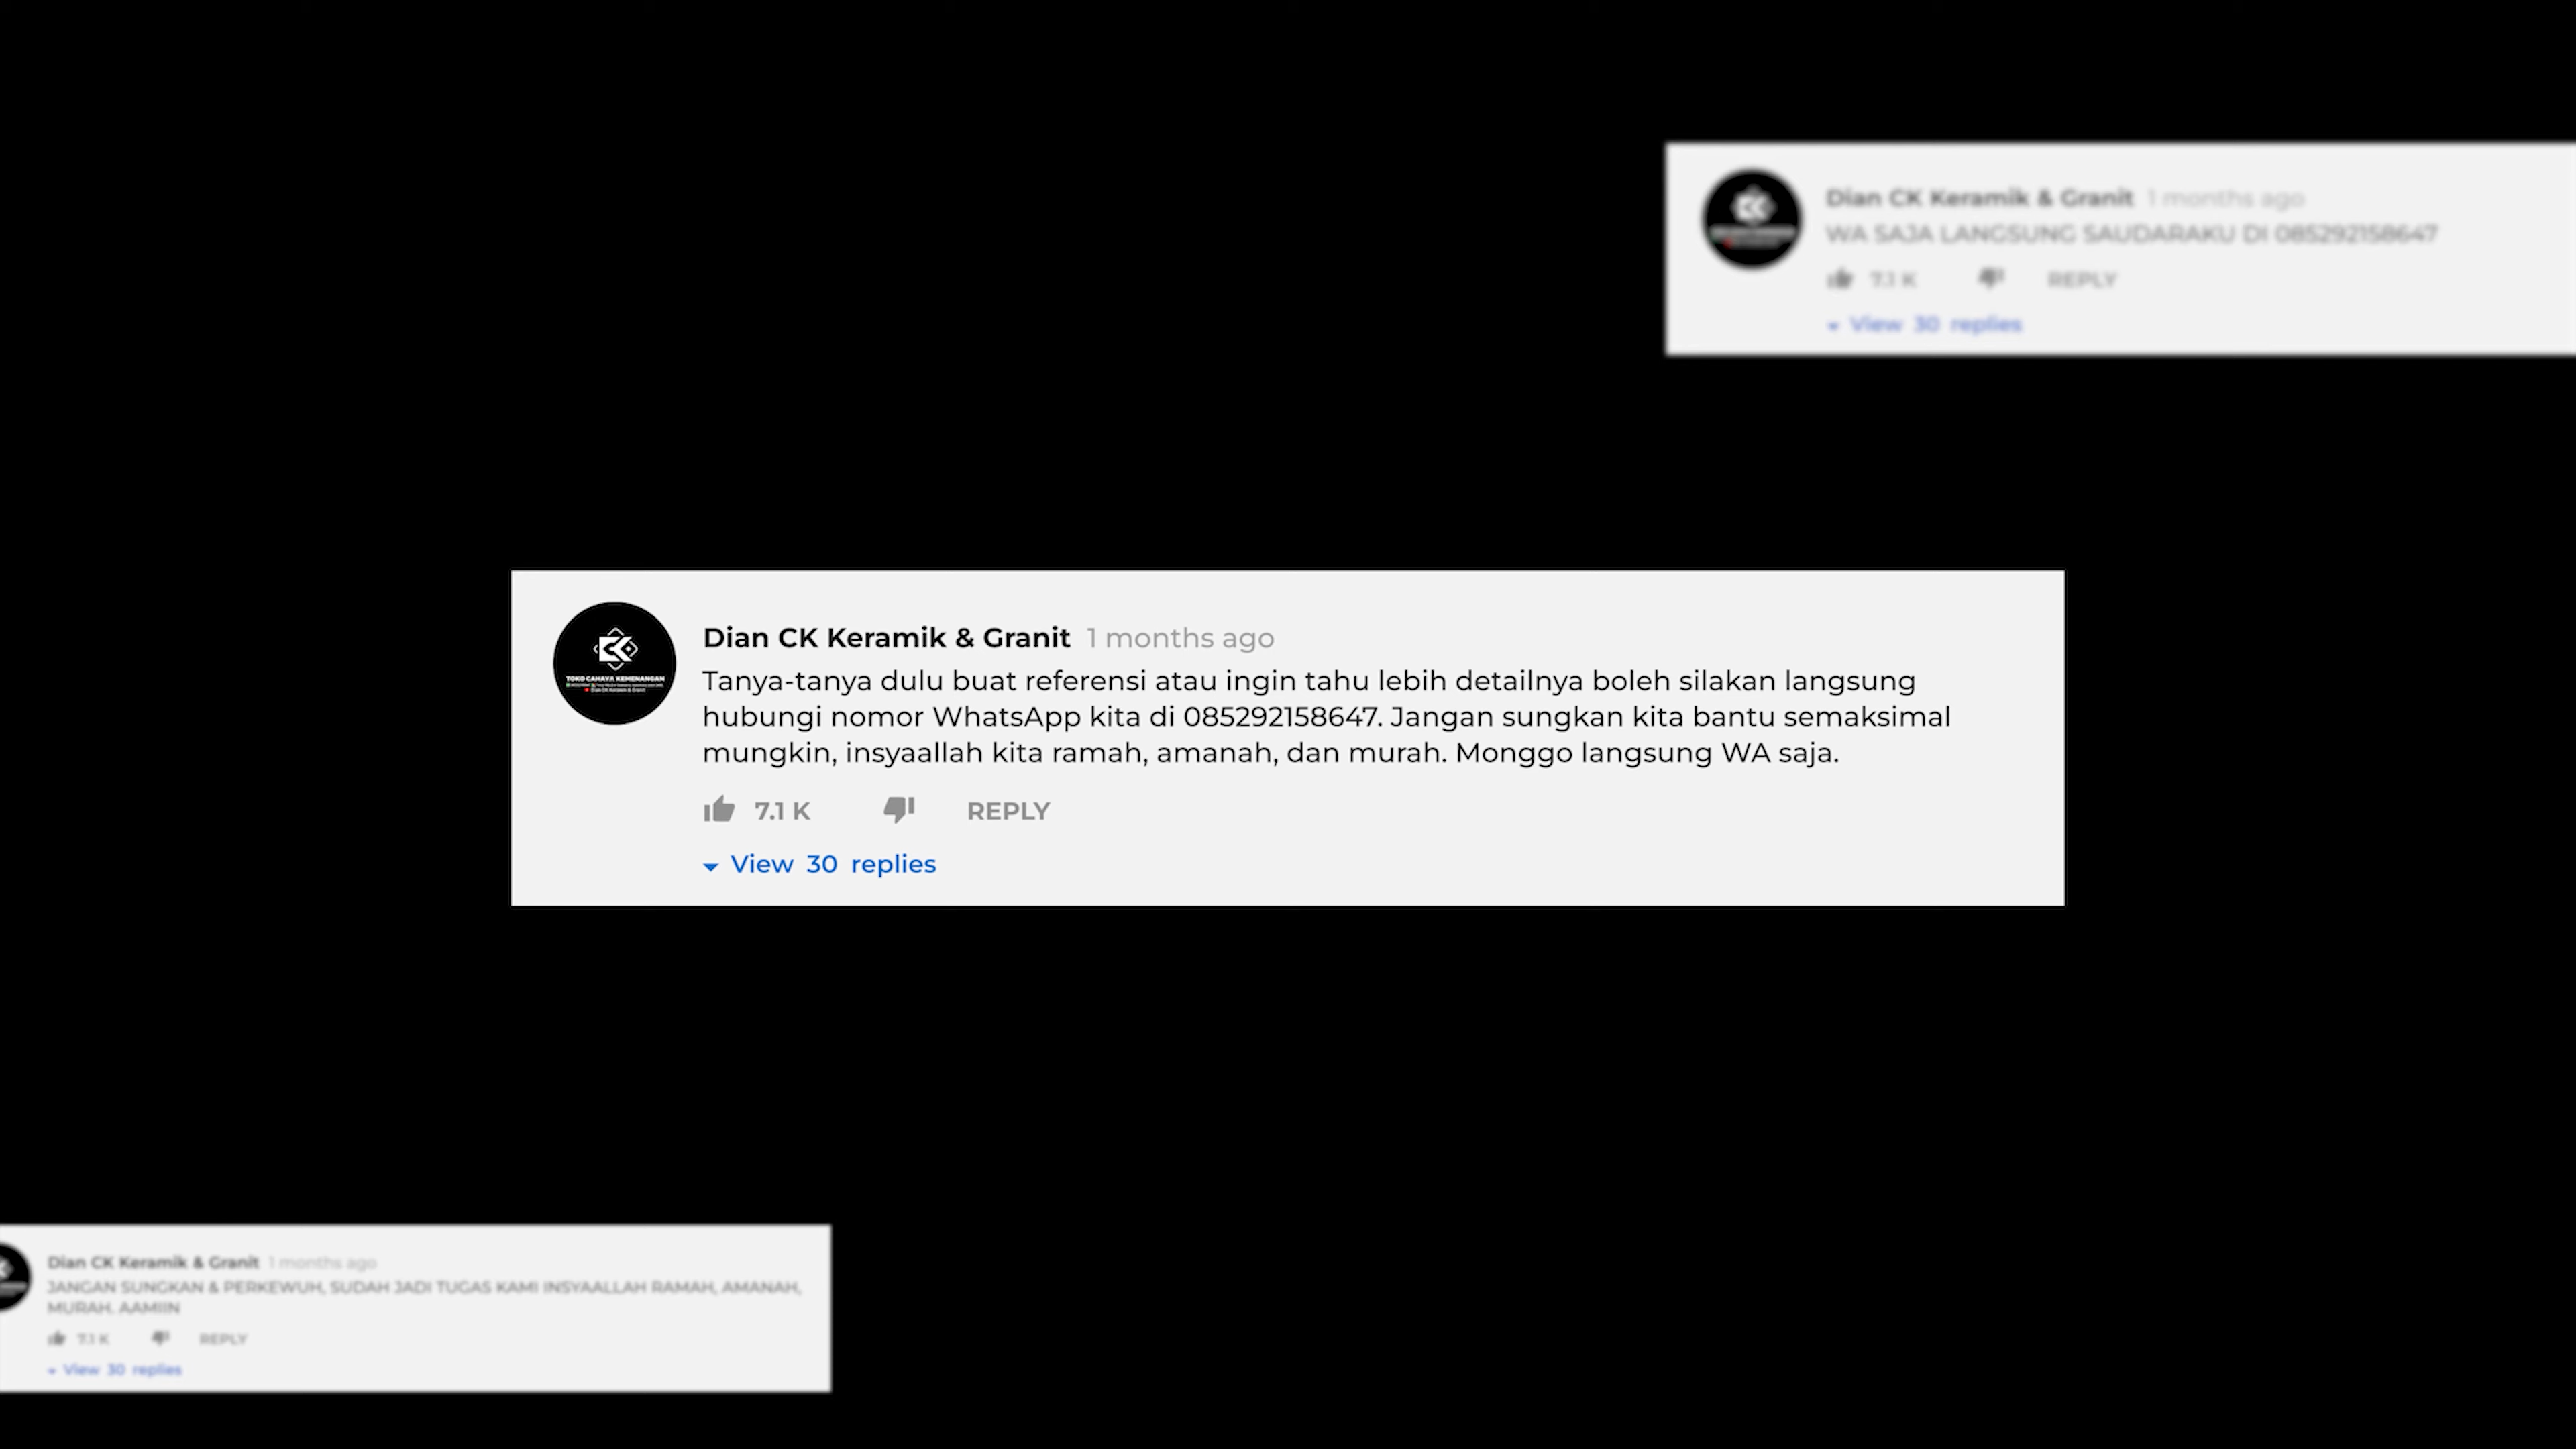 Dian CK Keramik & Granit 1 months ago
WA SAJA LANGSUNG SAUDARAKU DI 085292158647
7.1 K REPLY
View 30 replies
TOKO CAHAYA KEMENANGAN
Dian CK Keramik & Granit
Dian CK Keramik & Granit 1 months ago
Tanya-tanya dulu buat referensi atau ingin tahu lebih detailnya boleh silakan langsung
hubungi nomor WhatsApp kita di 085292158647. Jangan sungkan kita bantu semaksimal
mungkin, insyaallah kita ramah, amanah, dan murah. Monggo langsung WA saja.
7.1 K REPLY
View 30 replies
Dian CK Keramik & Granit 1 months ago
JANGAN SUNGKAN & PERKEWUH, SUDAH JADI TUGAS KAMI INSYAALLAH RAMAH, AMANAH,
MURAH. AAMIIN
7.1 K REPLY
View 30 replies